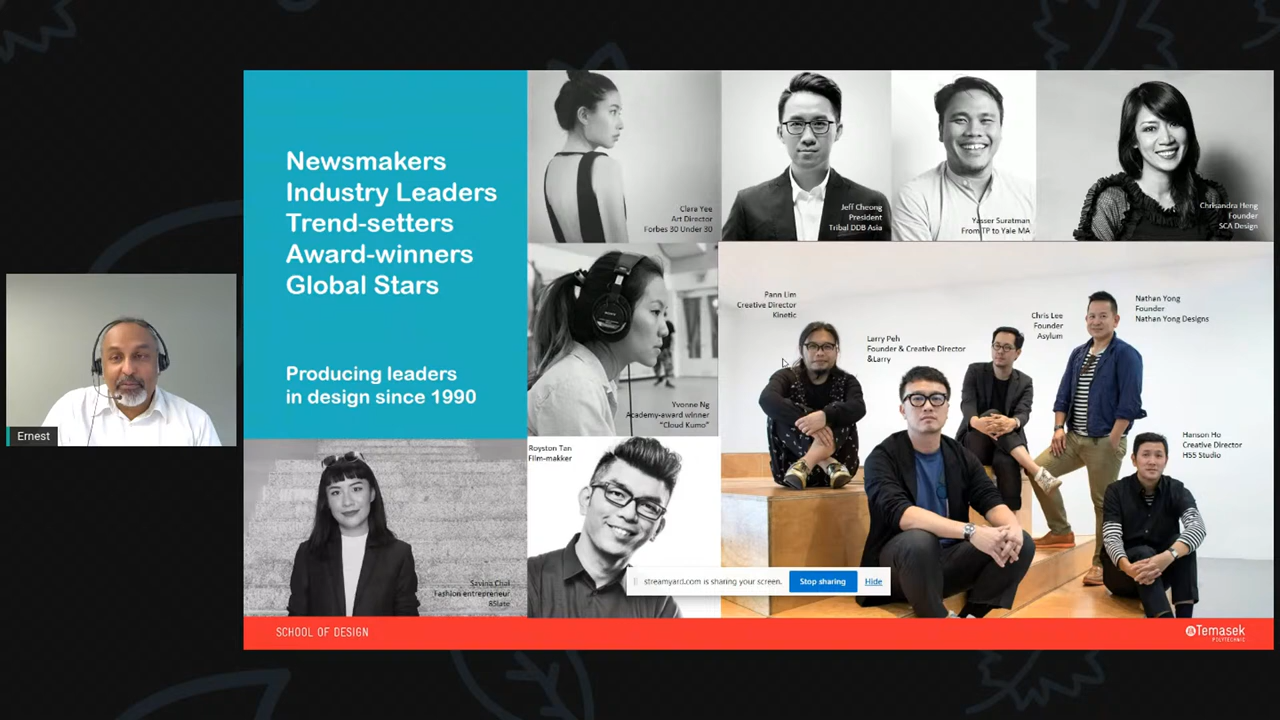 Newsmakers
Industry Leaders
Trend-setters
Award-winners
Global Stars
Producing leaders
in design since 1990
Clara Yee
Art Director
Forbes 30 Under 30
Jeff Cheong
President
Tribal DDB Asia
Yasser Suratman
From TP to Yale MA
Chrisandra Heng
Founder
SCA Design
Yvonne Ng
Academy-award winner
"Cloud Kumo"
Pann Lim
Creative Director
Kinetic
Larry Peh
Founder & Creative Director
&Larry
Chris Lee
Founder
Asylum
Nathan Yong
Founder
Nathan Yong Designs
Hanson Ho
Creative Director
H55 Studio
Savina Chai
Fashion entrepreneur
Royston Tan
Film-makker
streamyard.com is sharing your screen.
Stop sharing
Hide
Ernest
SCHOOL OF DESIGN
Temasek
POLYTECHNIC